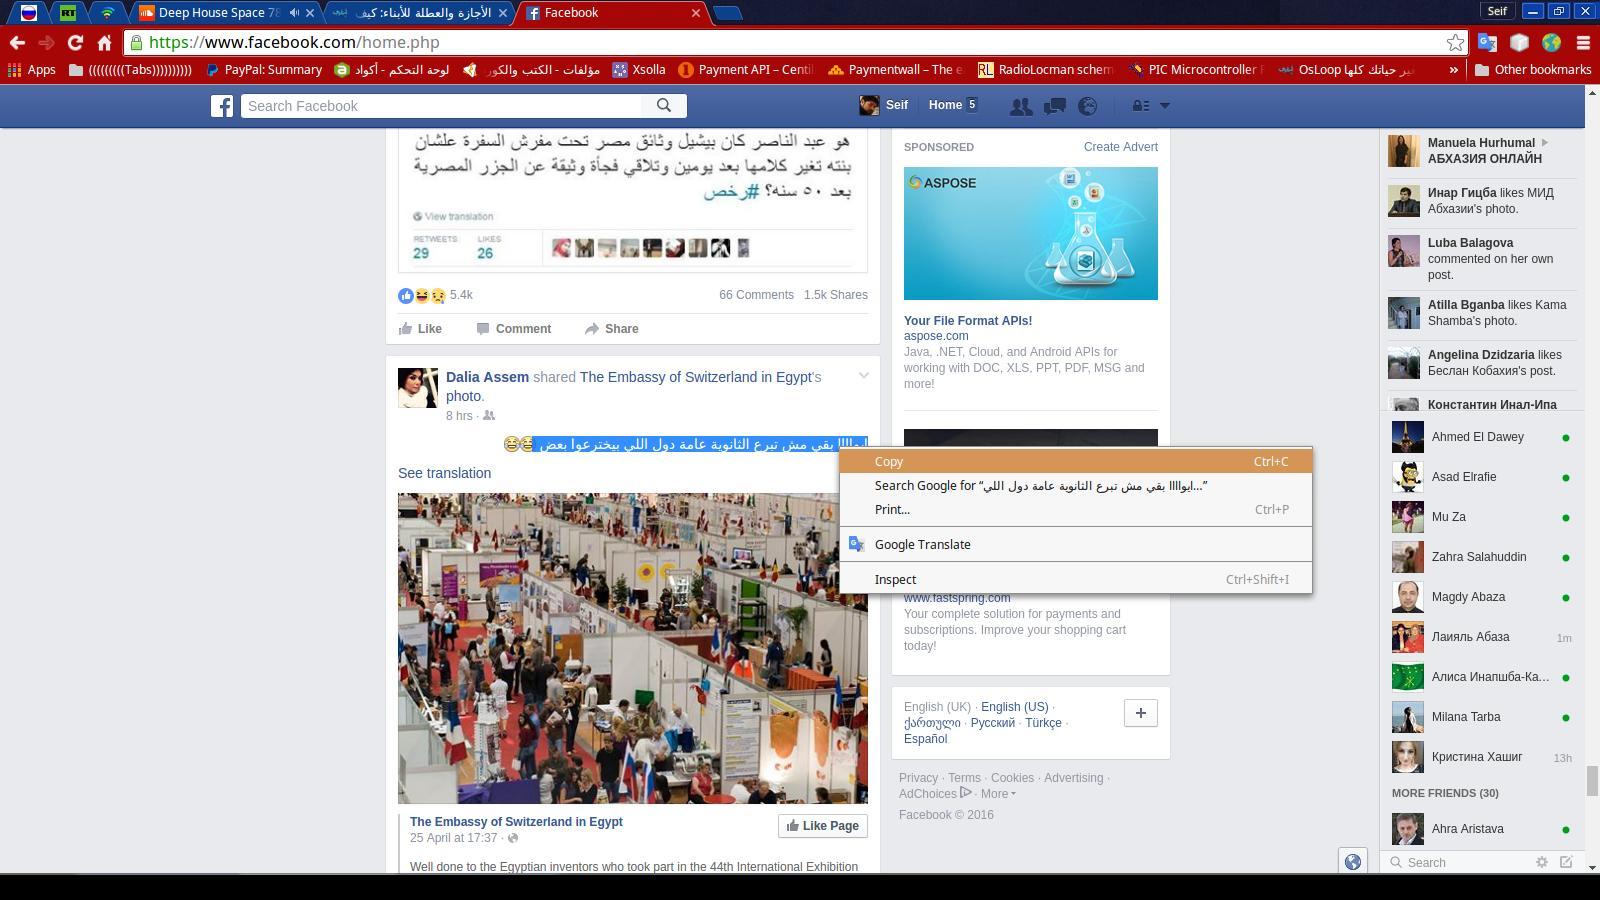 Deep House Space 78
الأجازة والعطلة للأبناء: كيف
Facebook
Seif
https://www.facebook.com/home.php
Apps
(((((((((Tabs))))))))))
PayPal: Summary
لوحة التحكم - أكواد
مؤلفات - الكتب والكور
Xsolla
Payment API – Centi
Paymentwall – The e
RadioLocman schem
PIC Microcontroller F
OsLoop غير حياتك كلها
»
Other bookmarks
Search Facebook
Seif
Home 5
هو عبد الناصر كان بيشيل وثائق مصر تحت مفرش السفرة علشان
بنته تغير كلامها بعد يومين وتلاقي فجأة وثيقة عن الجزر المصرية
بعد ٥٠ سنه؟ #رخص
View translation
RETWEETS
29
LIKES
26
5.4k
66 Comments 1.5k Shares
Like Comment Share
Dalia Assem shared The Embassy of Switzerland in Egypt's
photo.
8 hrs ·
ايواااا بقي مش تبرع الثانوية عامة دول اللي بيخترعوا بعض 😂😂
See translation
The Embassy of Switzerland in Egypt
25 April at 17:37 ·
Like Page
Well done to the Egyptian inventors who took part in the 44th International Exhibition
Copy Ctrl+C
Search Google for “ايواااا بقي مش تبرع الثانوية عامة دول اللي...”
Print... Ctrl+P
Google Translate
Inspect Ctrl+Shift+I
SPONSORED
Create Advert
ASPOSE
Your File Format APIs!
aspose.com
Java, .NET, Cloud, and Android APIs for
working with DOC, XLS, PPT, PDF, MSG and
more!
www.fastspring.com
Your complete solution for payments and
subscriptions. Improve your shopping cart
today!
English (UK) · English (US) ·
ქართული · Русский · Türkçe ·
Español
+
Privacy · Terms · Cookies · Advertising ·
AdChoices · More
Facebook © 2016
Manuela Hurhumal
АБХАЗИЯ ОНЛАЙН
Инар Гицба likes МИД
Абхазии's photo.
Luba Balagova
commented on her own
post.
Atilla Bganba likes Kama
Shamba's photo.
Angelina Dzidzaria likes
Беслан Кобахия's post.
Константин Инал-Ипа
Ahmed El Dawey
Asad Elrafie
Mu Za
Zahra Salahuddin
Magdy Abaza
Лаияль Абаза 1m
Алиса Инапшба-Ка...
Milana Tarba
Кристина Хашиг 13h
MORE FRIENDS (30)
Ahra Aristava
Search